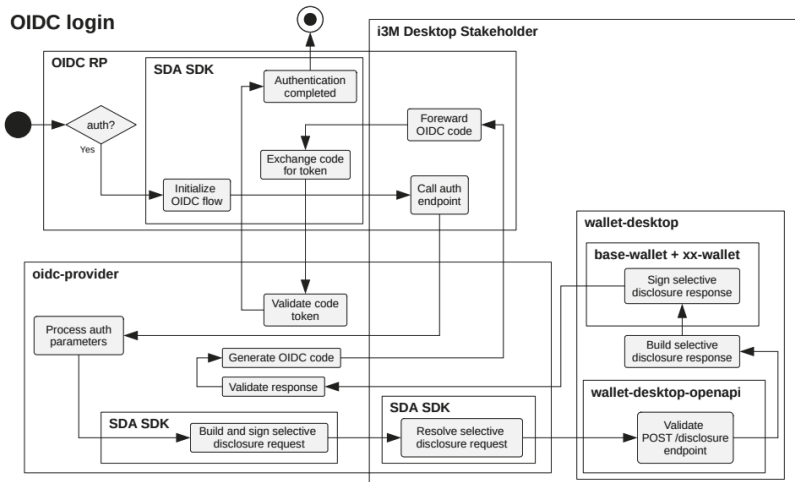 OIDC login
i3M Desktop Stakeholder
OIDC RP
SDA SDK
Authentication
completed
auth?
Yes
Foreward
OIDC code
Exchange code
for token
Initialize
OIDC flow
Call auth
endpoint
wallet-desktop
base-wallet + xx-wallet
Sign selective
disclosure response
oidc-provider
Validate code
token
Process auth
parameters
Build selective
disclosure response
Generate OIDC code
Validate response
wallet-desktop-openapi
SDA SDK
Build and sign selective
disclosure request
SDA SDK
Resolve selective
disclosure request
Validate
POST /disclosure
endpoint